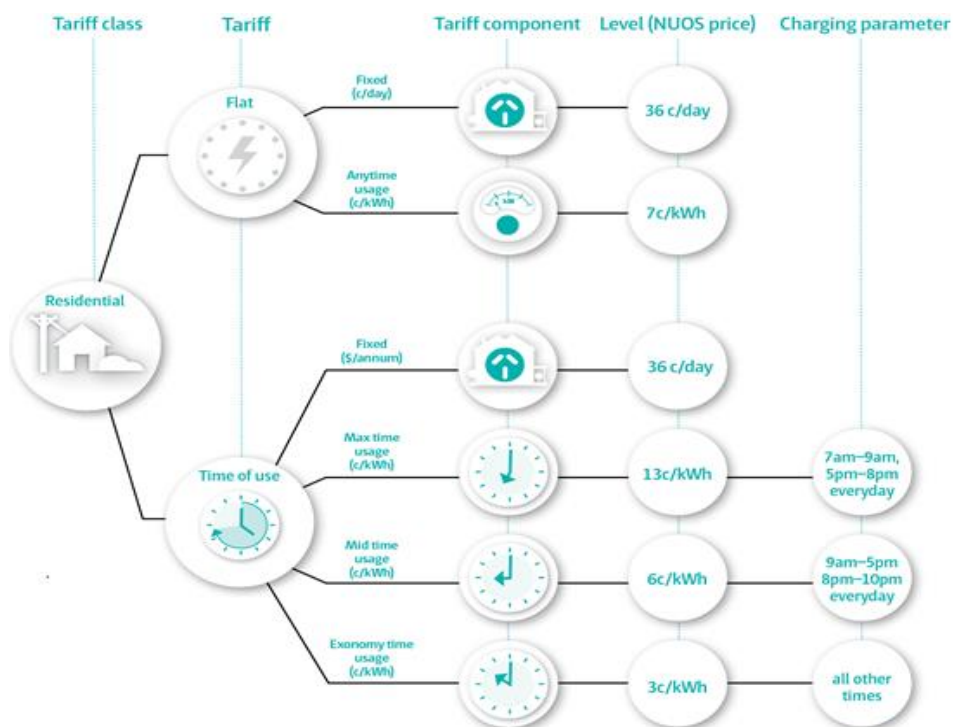 Tariff class
Tariff
Tariff component
Level (NUOS price)
Charging parameter
Fixed
(c/day)
Flat
36 c/day
Anytime
usage
(c/kWh)
7c/kWh
Residential
Fixed
($/annum)
36 c/day
Max time
usage
(c/kWh)
13c/kWh
7am–9am,
5pm–8pm
everyday
Time of use
Mid time
usage
(c/kWh)
6c/kWh
9am–5pm
8pm–10pm
everyday
Exonomy time
usage
(c/kWh)
3c/kWh
all other
times